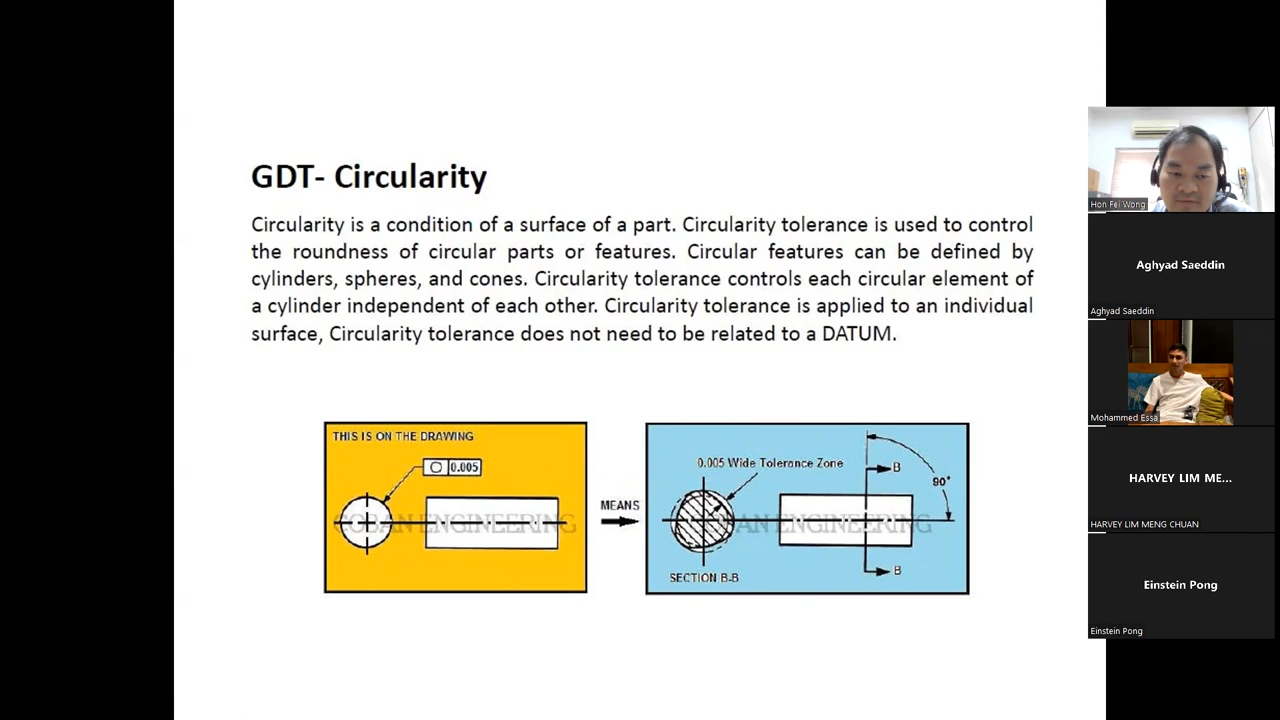 GDT- Circularity
Circularity is a condition of a surface of a part. Circularity tolerance is used to control
the roundness of circular parts or features. Circular features can be defined by
cylinders, spheres, and cones. Circularity tolerance controls each circular element of
a cylinder independent of each other. Circularity tolerance is applied to an individual
surface, Circularity tolerance does not need to be related to a DATUM.
THIS IS ON THE DRAWING
0.005
COBAN ENGINEERING
MEANS
0.005 Wide Tolerance Zone
B
90°
COBAN ENGINEERING
SECTION B-B
B
Hon Fei Wong
Aghyad Saeddin
Aghyad Saeddin
Mohammed Essa
HARVEY LIM ME...
HARVEY LIM MENG CHUAN
Einstein Pong
Einstein Pong